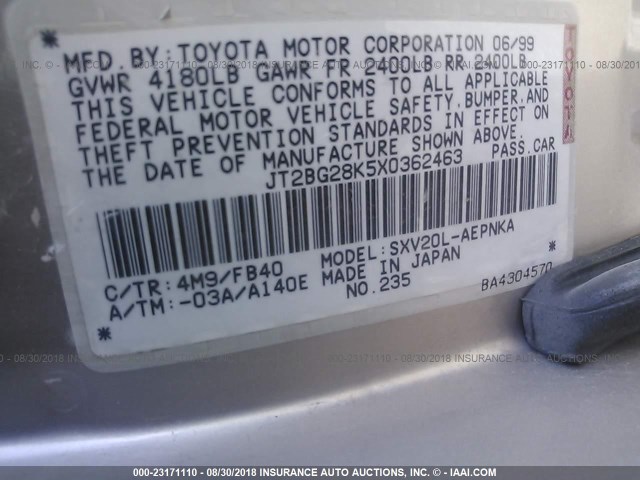 MFD. BY: TOYOTA MOTOR CORPORATION 06/99
GVWR 4180LB GAWR FR 2400LB RR 2400LD
THIS VEHICLE CONFORMS TO ALL APPLICABLE
FEDERAL MOTOR VEHICLE SAFETY, BUMPER, AND
THEFT PREVENTION STANDARDS IN EFFECT ON
THE DATE OF MANUFACTURE SHOWN ABOVE.
JT2BG28K5X0362463 PASS. CAR
C/TR: 4M9/FB40 MODEL: SXV20L-AEPNKA
A/TM: -03A/A140E MADE IN JAPAN
NO. 235 BA4304570
TOYOTA
000-23171110 - 08/30/2018 INSURANCE AUTO AUCTIONS, INC. - © - IAAI.COM